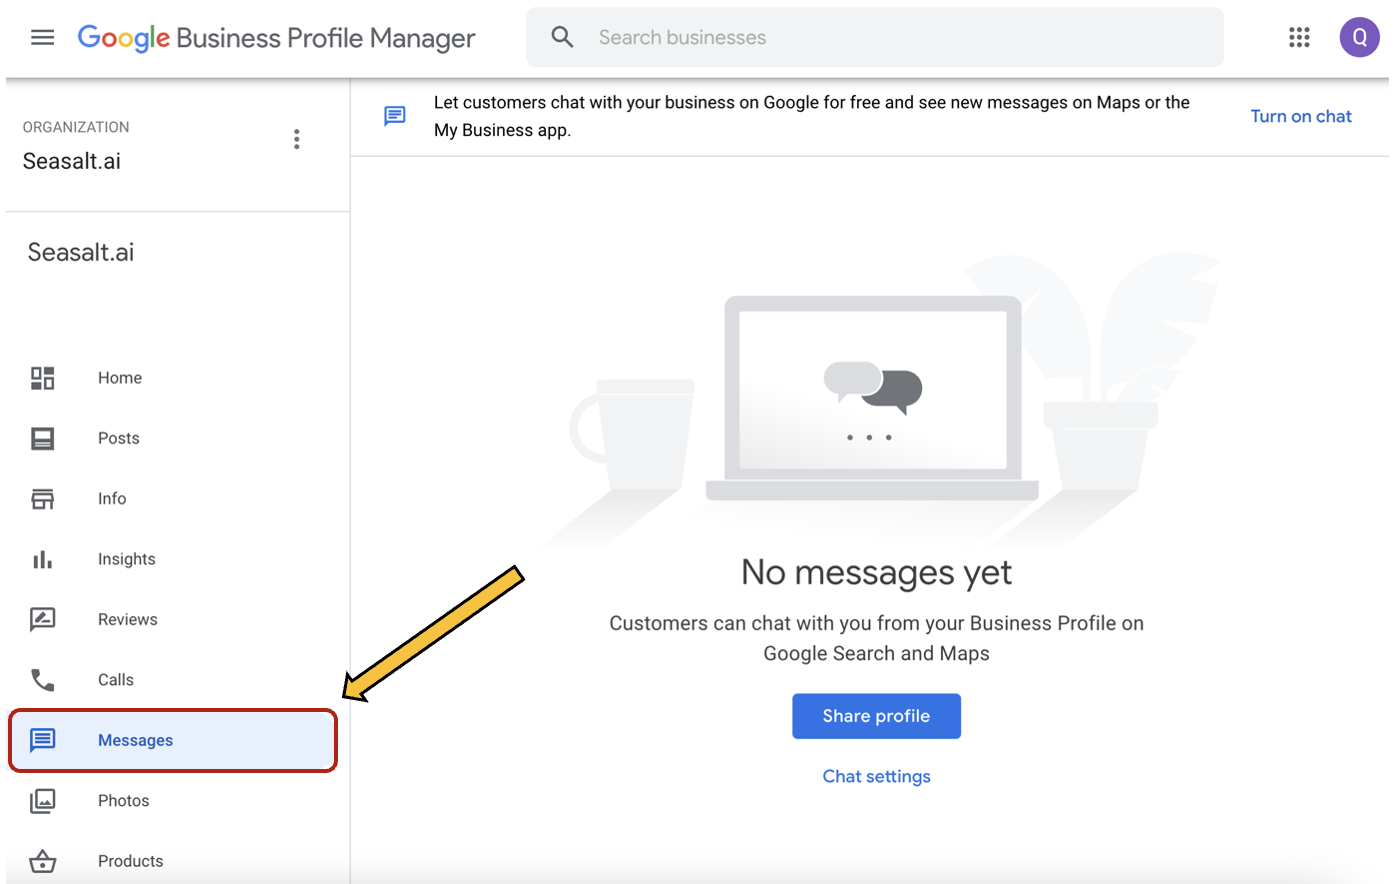 Google Business Profile Manager
Search businesses
Q
ORGANIZATION
Seasalt.ai
Let customers chat with your business on Google for free and see new messages on Maps or the
My Business app.
Turn on chat
Seasalt.ai
Home
Posts
Info
Insights
Reviews
Calls
Messages
Photos
Products
No messages yet
Customers can chat with you from your Business Profile on
Google Search and Maps
Share profile
Chat settings